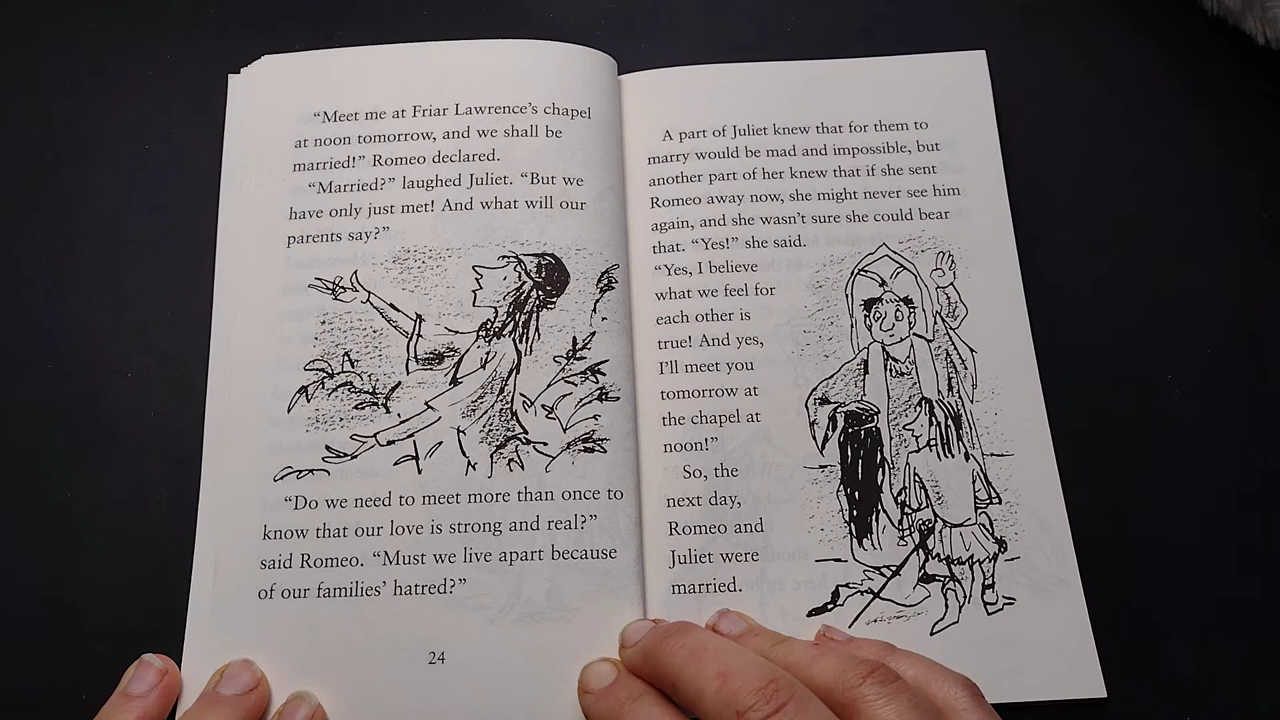 “Meet me at Friar Lawrence’s chapel
at noon tomorrow, and we shall be
married!” Romeo declared.
“Married?” laughed Juliet. “But we
have only just met! And what will our
parents say?”
“Do we need to meet more than once to
know that our love is strong and real?”
said Romeo. “Must we live apart because
of our families’ hatred?”
24
A part of Juliet knew that for them to
marry would be mad and impossible, but
another part of her knew that if she sent
Romeo away now, she might never see him
again, and she wasn’t sure she could bear
that. “Yes!” she said.
“Yes, I believe
what we feel for
each other is
true! And yes,
I’ll meet you
tomorrow at
the chapel at
noon!”
So, the
next day,
Romeo and
Juliet were
married.